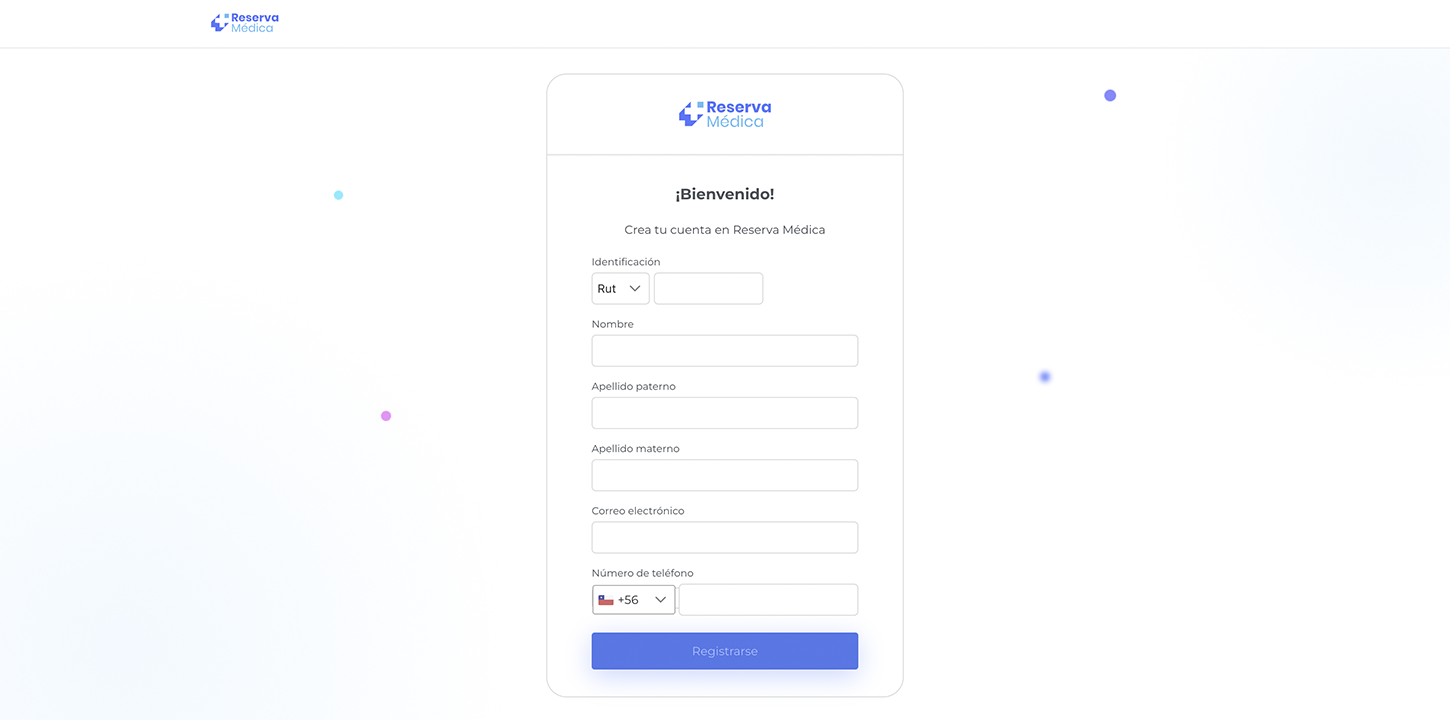 Reserva
Médica
Reserva
Médica
¡Bienvenido!
Crea tu cuenta en Reserva Médica
Identificación
Rut
Nombre
Apellido paterno
Apellido materno
Correo electrónico
Número de teléfono
+56
Registrarse